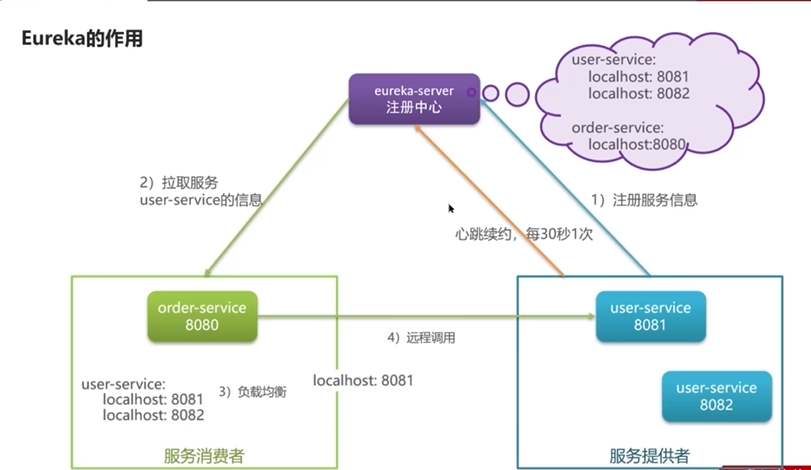 Eureka的作用
eureka-server
注册中心
user-service:
localhost: 8081
localhost: 8082
order-service:
localhost:8080
2）拉取服务
user-service的信息
1）注册服务信息
心跳续约，每30秒1次
order-service
8080
user-service
8081
4）远程调用
user-service:
localhost: 8081
localhost: 8082
3）负载均衡
localhost: 8081
user-service
8082
服务消费者
服务提供者